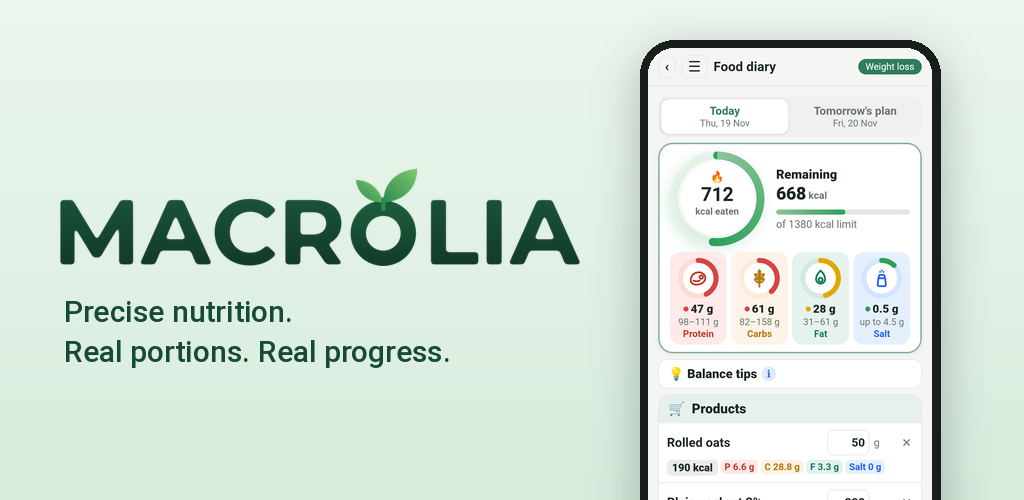 MACROLIA
Precise nutrition.
Real portions. Real progress.
‹ ☰ Food diary
Weight loss
Today
Thu, 19 Nov
Tomorrow's plan
Fri, 20 Nov
712
kcal eaten
Remaining
668 kcal
of 1380 kcal limit
47 g
98–111 g
Protein
61 g
82–158 g
Carbs
28 g
31–61 g
Fat
0.5 g
up to 4.5 g
Salt
Balance tips i
Products
Rolled oats 50 g ×
190 kcal P 6.6 g C 28.8 g F 3.3 g Salt 0 g